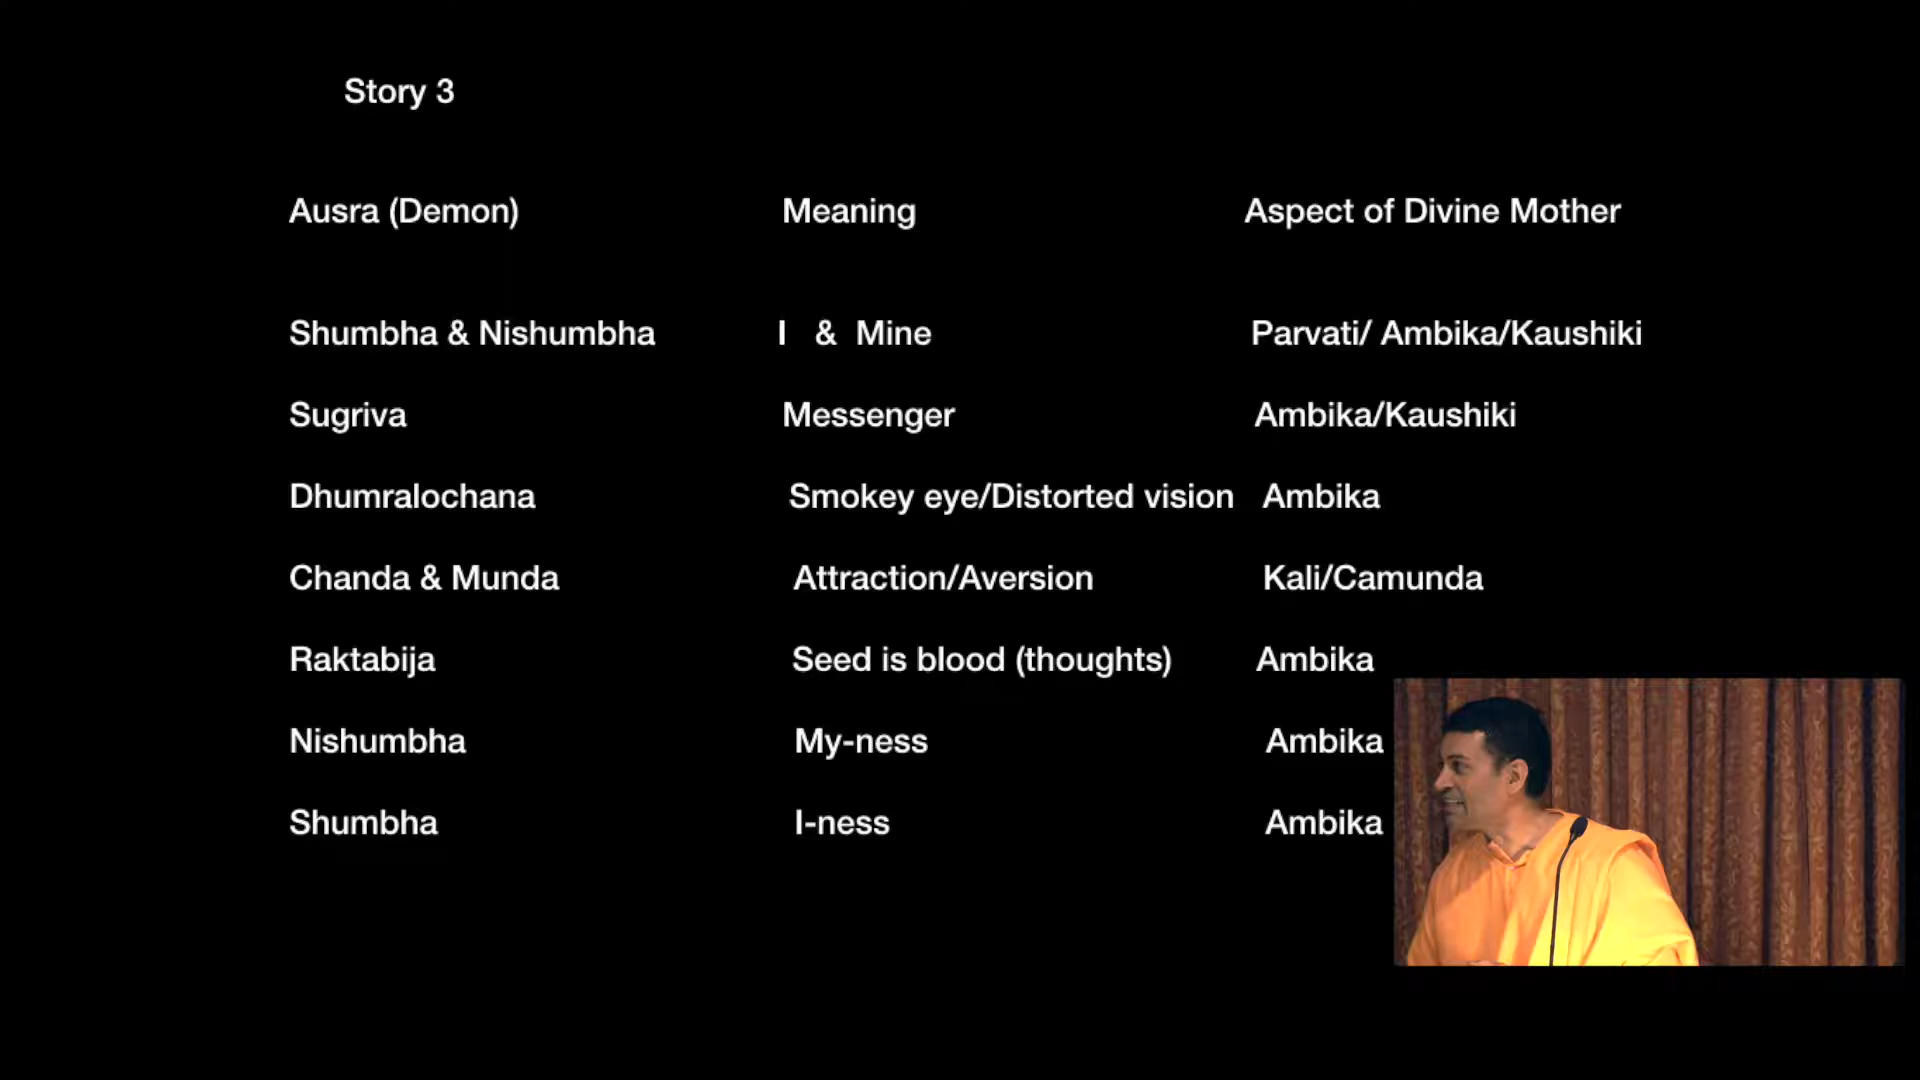 Story 3
Ausra (Demon) Meaning Aspect of Divine Mother
Shumbha & Nishumbha I & Mine Parvati/ Ambika/Kaushiki
Sugriva Messenger Ambika/Kaushiki
Dhumralochana Smokey eye/Distorted vision Ambika
Chanda & Munda Attraction/Aversion Kali/Camunda
Raktabija Seed is blood (thoughts) Ambika
Nishumbha My-ness Ambika
Shumbha I-ness Ambika